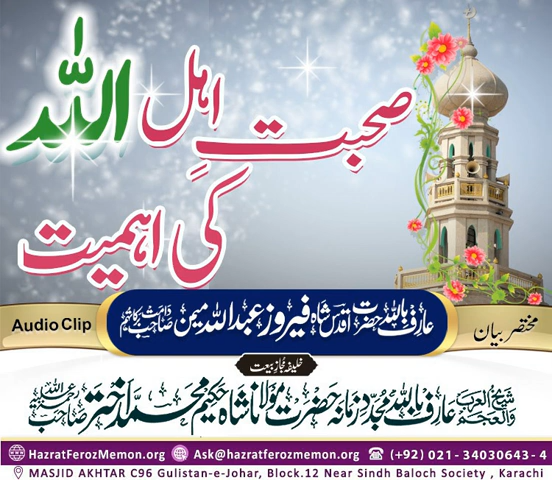 صحبتِ اہل اللہ
کی اہمیت
Audio Clip
عارف باللہ حضرت اقدس شاہ فیروز عبد اللہ میمن صاحب دامت برکاتہم
مختصر بیان
خلیفہ مجاز بیعت
شیخ العرب والعجم عارف باللہ مجدد زمانہ حضرت مولانا شاہ حکیم محمد اختر صاحب رحمۃ اللہ علیہ
HazratFerozMemon.org Ask@hazratferozmemon.org (+92) 021 - 34030643- 4
MASJID AKHTAR C96 Gulistan-e-Johar, Block.12 Near Sindh Baloch Society , Karachi